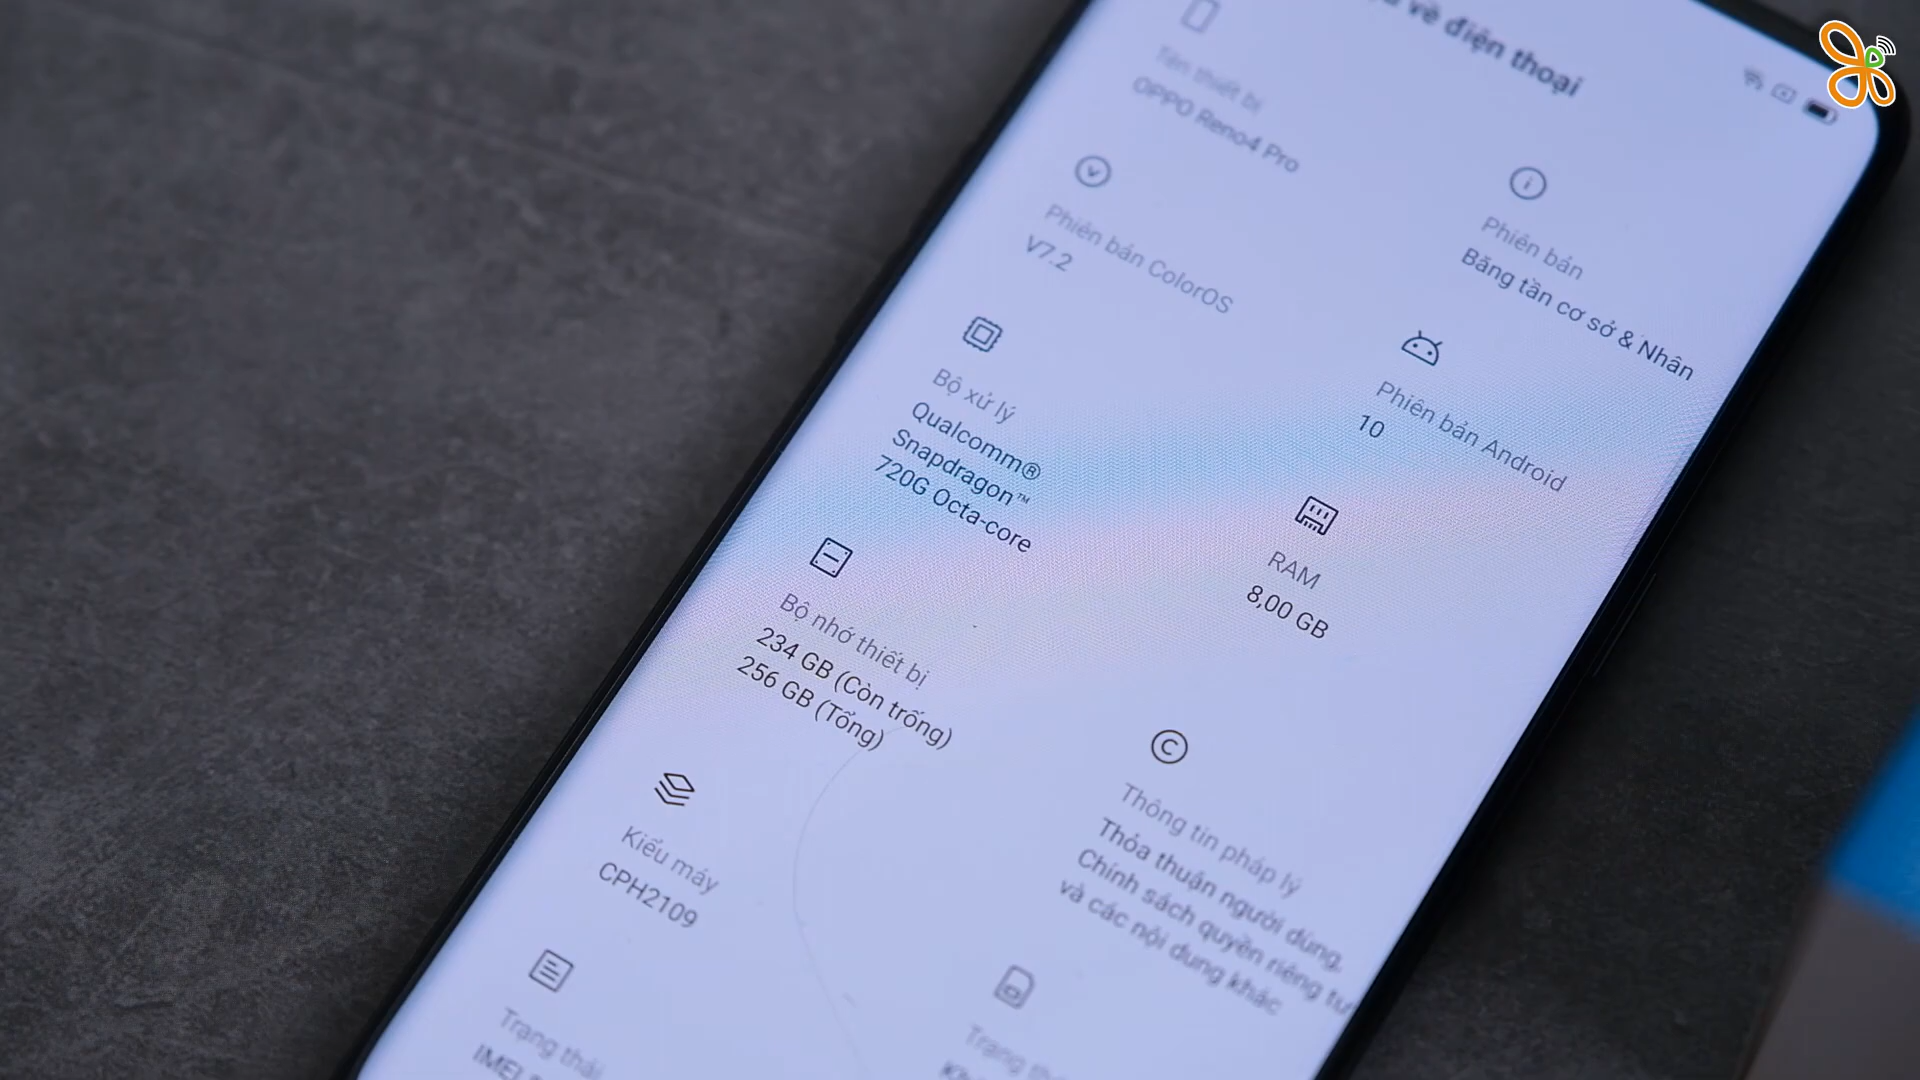 về điện thoại
Tên thiết bị
OPPO Reno4 Pro
Phiên bản ColorOS
V7.2
Phiên bản
Băng tần cơ sở & Nhân
Bộ xử lý
Qualcomm®
Snapdragon™
720G Octa-core
Phiên bản Android
10
Bộ nhớ thiết bị
234 GB (Còn trống)
256 GB (Tổng)
RAM
8,00 GB
Kiểu máy
CPH2109
Thông tin pháp lý
Thỏa thuận người dùng,
Chính sách quyền riêng tư
và các nội dung khác
Trạng thái
Trạng